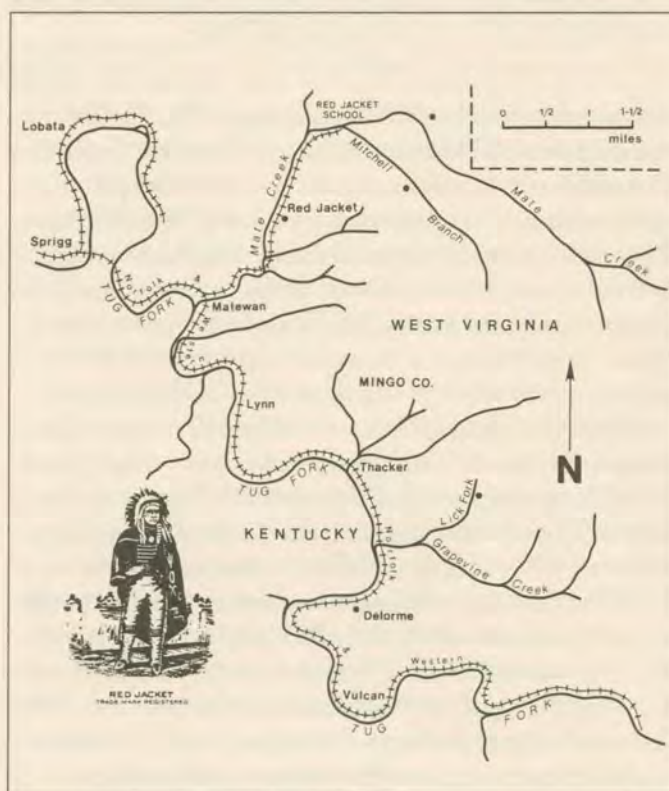 RED JACKET
SCHOOL
0 1/2 1 1-1/2
miles
Lobata
Mate Creek
Mitchell
Branch
Mate
Creek
Red Jacket
Sprigg
Norfolk &
Western
TUG
FORK
Matewan
WEST VIRGINIA
MINGO CO.
Lynn
N
TUG
FORK
Thacker
KENTUCKY
Lick Fork
Norfolk
Grapevine
Creek
Delorme
&
Western
Vulcan
TUG
FORK
RED JACKET
TRADE MARK REGISTERED